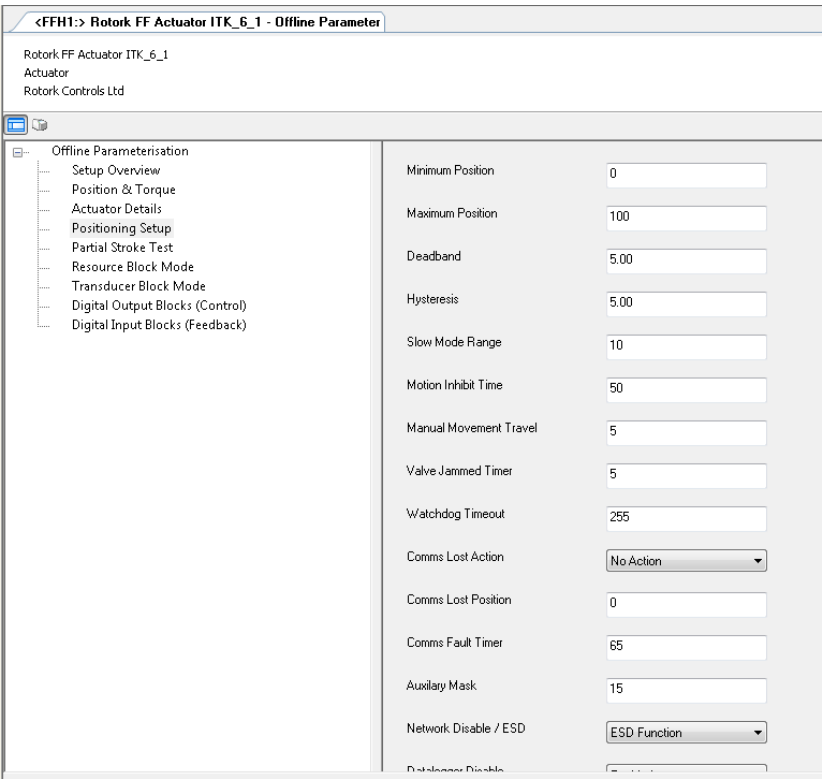 <FFH1:> Rotork FF Actuator ITK_6_1 - Offline Parameter
Rotork FF Actuator ITK_6_1
Actuator
Rotork Controls Ltd
Offline Parameterisation
Setup Overview
Position & Torque
Actuator Details
Positioning Setup
Partial Stroke Test
Resource Block Mode
Transducer Block Mode
Digital Output Blocks (Control)
Digital Input Blocks (Feedback)
Minimum Position 0
Maximum Position 100
Deadband 5.00
Hysteresis 5.00
Slow Mode Range 10
Motion Inhibit Time 50
Manual Movement Travel 5
Valve Jammed Timer 5
Watchdog Timeout 255
Comms Lost Action No Action
Comms Lost Position 0
Comms Fault Timer 65
Auxilary Mask 15
Network Disable / ESD ESD Function
Datalogger Disable